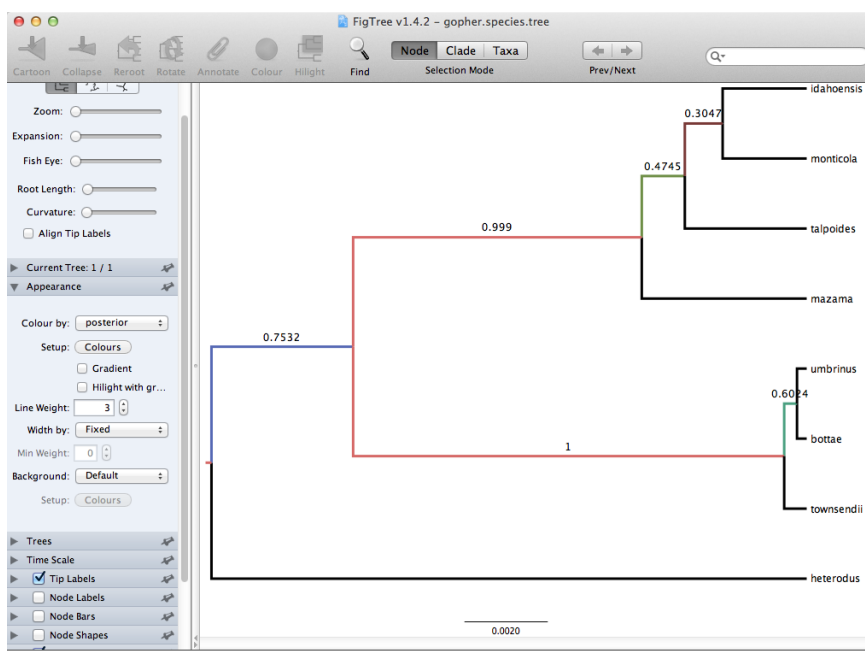 FigTree v1.4.2 – gopher.species.tree
Cartoon Collapse Reroot Rotate Annotate Colour Hilight Find
Node Clade Taxa
Selection Mode
Prev/Next
Zoom:
Expansion:
Fish Eye:
Root Length:
Curvature:
Align Tip Labels
Current Tree: 1 / 1
Appearance
Colour by: posterior
Setup: Colours
Gradient
Hilight with gr...
Line Weight: 3
Width by: Fixed
Min Weight: 0
Background: Default
Setup: Colours
Trees
Time Scale
Tip Labels
Node Labels
Node Bars
Node Shapes
idahoensis
0.3047
monticola
0.4745
talpoides
0.999
mazama
0.7532
umbrinus
0.6024
bottae
1
townsendii
heterodus
0.0020